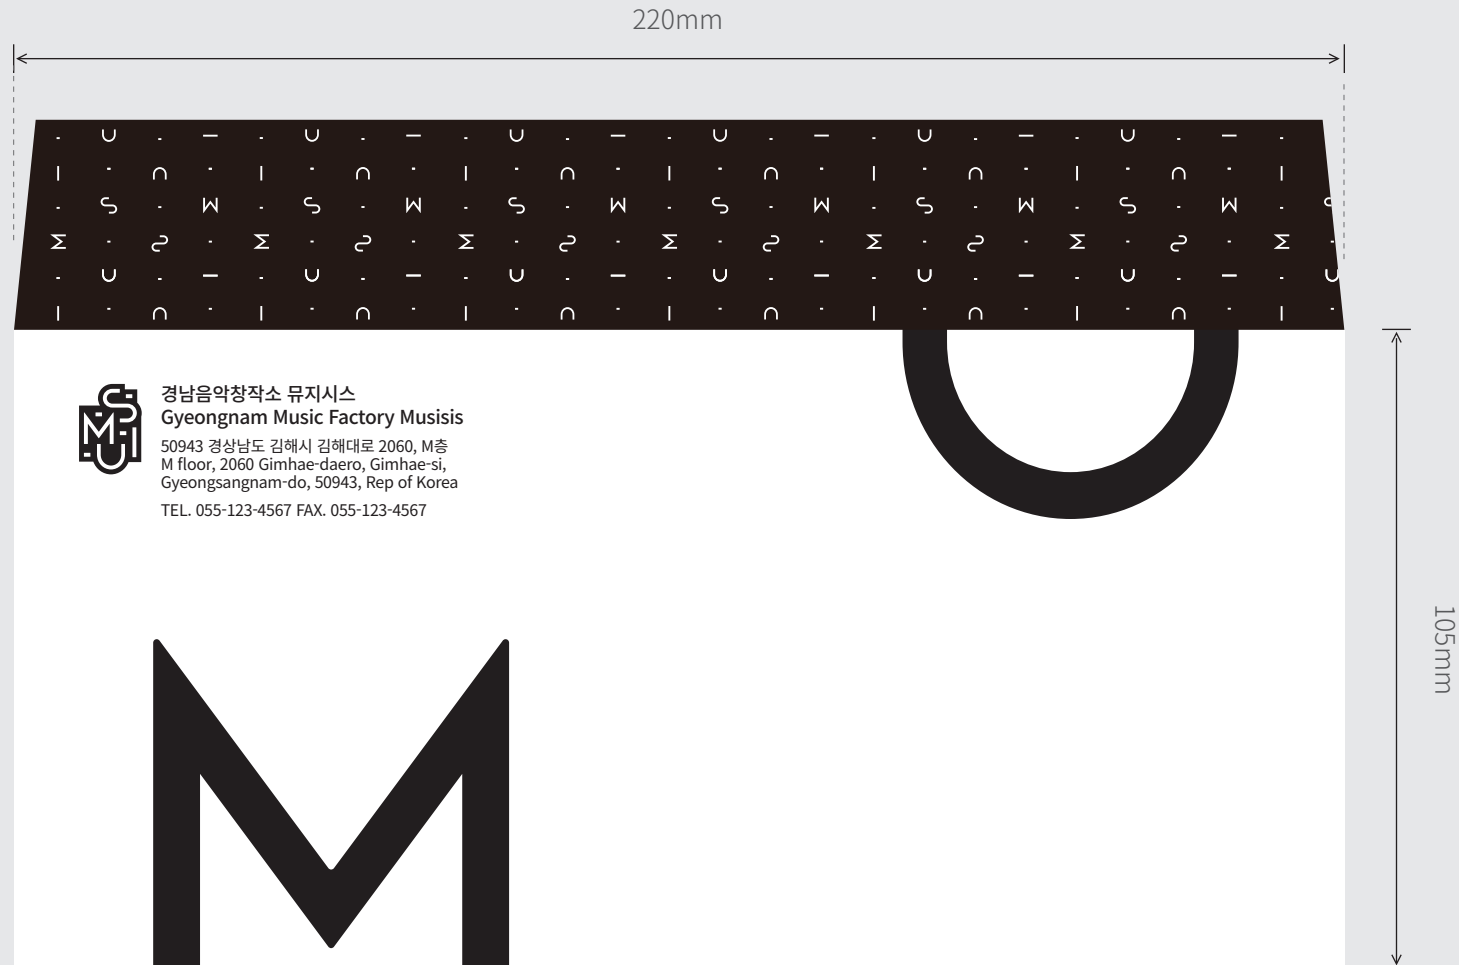 220mm
경남음악창작소 뮤지시스
Gyeongnam Music Factory Musisis
50943 경상남도 김해시 김해대로 2060, M층
M floor, 2060 Gimhae-daero, Gimhae-si,
Gyeongsangnam-do, 50943, Rep of Korea
TEL. 055-123-4567 FAX. 055-123-4567
105mm
M